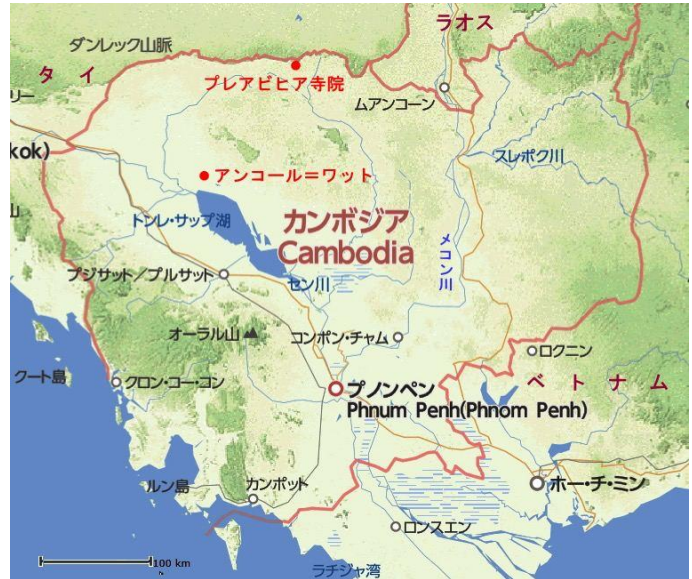 ラオス
ダンレック山脈
タイ
プレアビヒア寺院
リー
ムアンコーン
kok)
スレポク川
アンコール＝ワット
トンレ・サップ湖
カンボジア
Cambodia
メコン川
プジサット／プルサット
セン川
オーラル山
コンポン・チャム
ロクニン
クート島
クロン・コー・コン
プノンペン
Phnum Penh(Phnom Penh)
ベトナム
ルン島
カンポット
ホー・チ・ミン
ロンスエン
100 km
ラチジャ湾